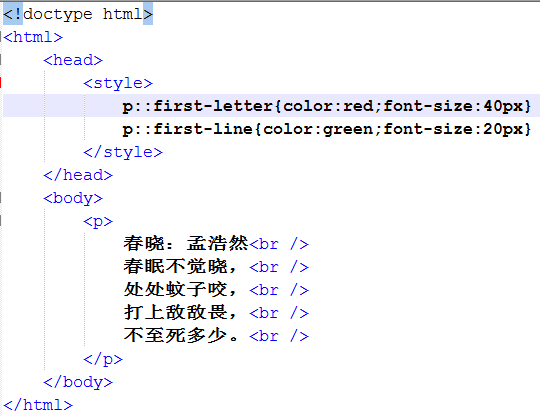 <!doctype html>
<html>
<head>
<style>
p::first-letter{color:red;font-size:40px}
p::first-line{color:green;font-size:20px}
</style>
</head>
<body>
<p>
春晓：孟浩然<br />
春眠不觉晓，<br />
处处蚊子咬，<br />
打上敌敌畏，<br />
不至死多少。<br />
</p>
</body>
</html>